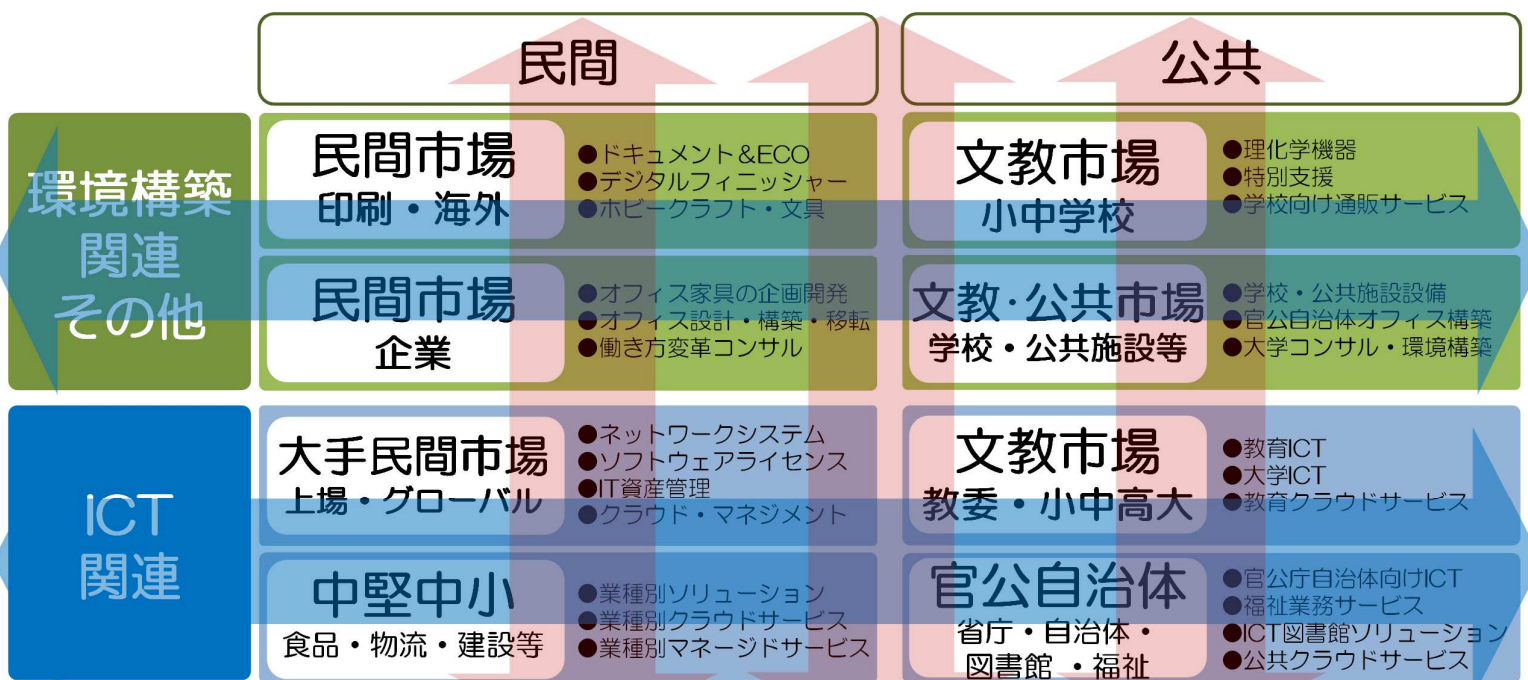 民間
公共
環境構築
関連
その他
民間市場
印刷・海外
●ドキュメント&ECO
●デジタルフィニッシャー
●ホビークラフト・文具
文教市場
小中学校
●理化学機器
●特別支援
●学校向け通販サービス
民間市場
企業
●オフィス家具の企画開発
●オフィス設計・構築・移転
●働き方変革コンサル
文教・公共市場
学校・公共施設等
●学校・公共施設設備
●官公自治体オフィス構築
●大学コンサル・環境構築
ICT
関連
大手民間市場
上場・グローバル
●ネットワークシステム
●ソフトウェアライセンス
●IT資産管理
●クラウド・マネジメント
文教市場
教委・小中高大
●教育ICT
●大学ICT
●教育クラウドサービス
中堅中小
食品・物流・建設等
●業種別ソリューション
●業種別クラウドサービス
●業種別マネージドサービス
官公自治体
省庁・自治体・
図書館・福祉
●官公庁自治体向けICT
●福祉業務サービス
●ICT図書館ソリューション
●公共クラウドサービス